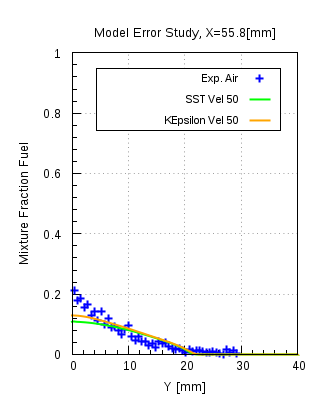 Model Error Study, X=55.8[mm]
1
Exp. Air
SST Vel 50
KEpsilon Vel 50
0.8
0.6
0.4
0.2
0
0
10
20
30
40
Mixture Fraction Fuel
Y [mm]